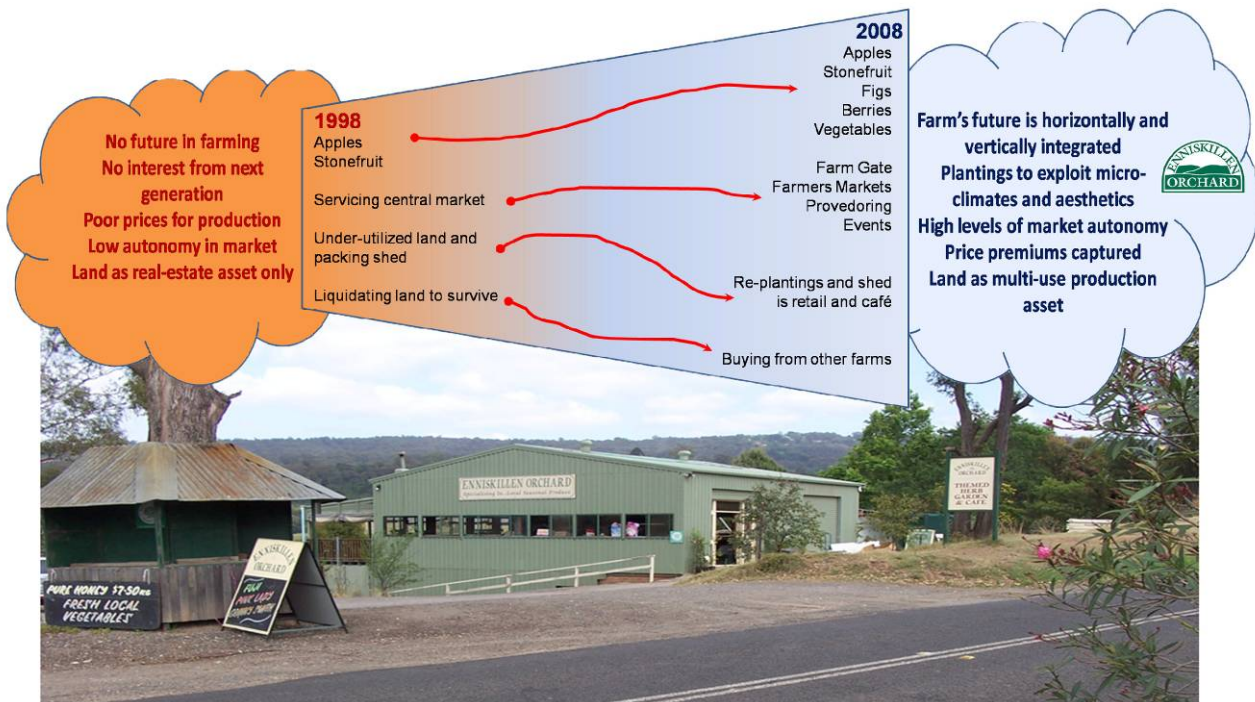 No future in farming
No interest from next
generation
Poor prices for production
Low autonomy in market
Land as real-estate asset only
1998
Apples
Stonefruit
Servicing central market
Under-utilized land and
packing shed
Liquidating land to survive
2008
Apples
Stonefruit
Figs
Berries
Vegetables
Farm Gate
Farmers Markets
Provedoring
Events
Re-plantings and shed
is retail and café
Buying from other farms
Farm's future is horizontally and
vertically integrated
Plantings to exploit micro-
climates and aesthetics
High levels of market autonomy
Price premiums captured
Land as multi-use production
asset
ENNISKILLEN
ORCHARD
ENNISKILLEN ORCHARD
Specialising In Local Seasonal Produce
ENNISKILLEN
ORCHARD
THEMED
HERB
GARDEN
& CAFE
ENNISKILLEN
ORCHARD
FUJI
PINK LADY
GRANNY SMITH
PURE HONEY $7-50KG
FRESH LOCAL
VEGETABLES